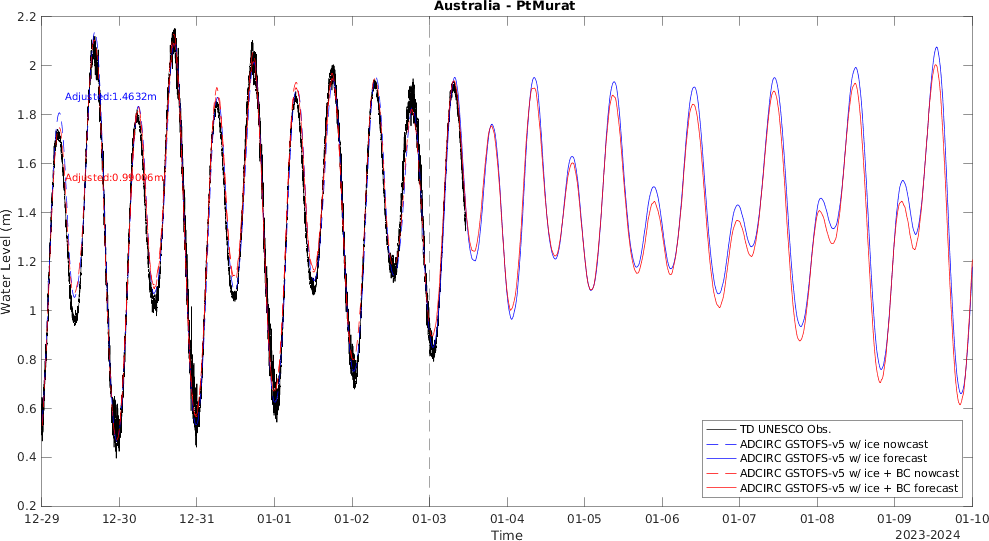 Australia - PtMurat
2.2
2
1.8
1.6
1.4
1.2
1
0.8
0.6
0.4
0.2
Water Level (m)
Adjusted:1.4632m
Adjusted:0.99006m
TD UNESCO Obs.
ADCIRC GSTOFS-v5 w/ ice nowcast
ADCIRC GSTOFS-v5 w/ ice forecast
ADCIRC GSTOFS-v5 w/ ice + BC nowcast
ADCIRC GSTOFS-v5 w/ ice + BC forecast
12-29 12-30 12-31 01-01 01-02 01-03 01-04 01-05 01-06 01-07 01-08 01-09 01-10
Time
2023-2024